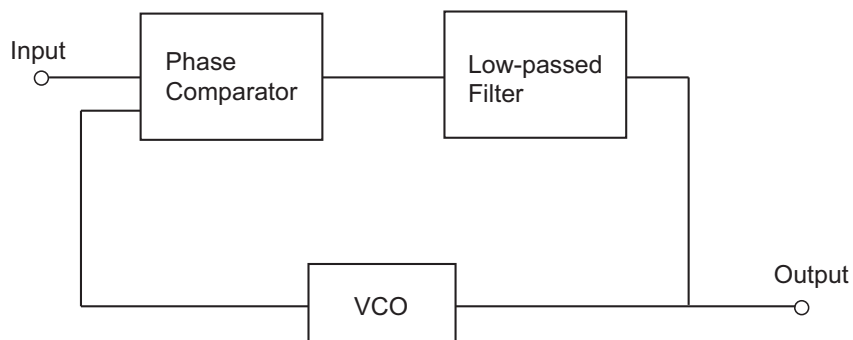 Input
Phase
Comparator
Low-passed
Filter
VCO
Output